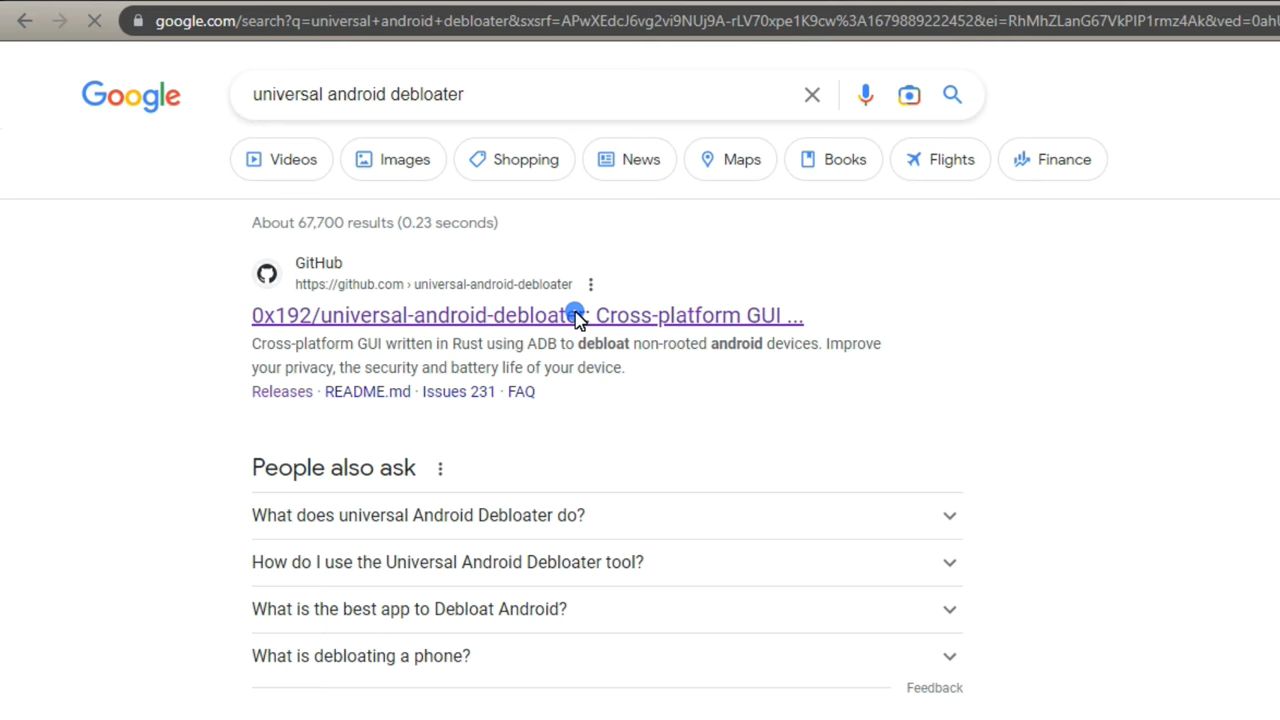 google.com/search?q=universal+android+debloater&sxsrf=APwXEdcJ6vg2vi9NUj9A-rLV70xpe1K9cw%3A1679889222452&ei=RhMhZLanG67VkPIP1rmz4Ak&ved=0ahU
Google
universal android debloater
Videos Images Shopping News Maps Books Flights Finance
About 67,700 results (0.23 seconds)
GitHub
https://github.com › universal-android-debloater
0x192/universal-android-debloater: Cross-platform GUI ...
Cross-platform GUI written in Rust using ADB to debloat non-rooted android devices. Improve
your privacy, the security and battery life of your device.
Releases · README.md · Issues 231 · FAQ
People also ask
What does universal Android Debloater do?
How do I use the Universal Android Debloater tool?
What is the best app to Debloat Android?
What is debloating a phone?
Feedback